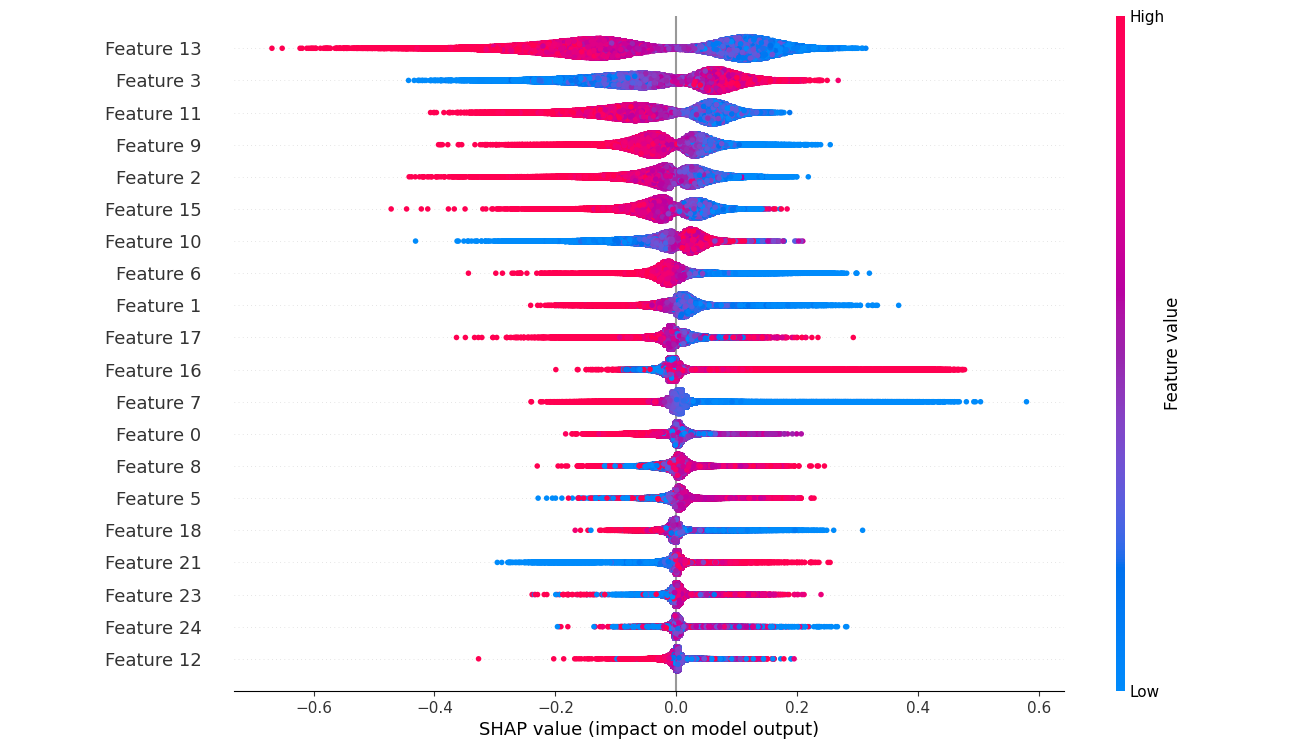 High
Feature 13
Feature 3
Feature 11
Feature 9
Feature 2
Feature 15
Feature 10
Feature 6
Feature 1
Feature 17
Feature 16
Feature 7
Feature 0
Feature 8
Feature 5
Feature 18
Feature 21
Feature 23
Feature 24
Feature 12
Feature value
Low
−0.6 −0.4 −0.2 0.0 0.2 0.4 0.6
SHAP value (impact on model output)